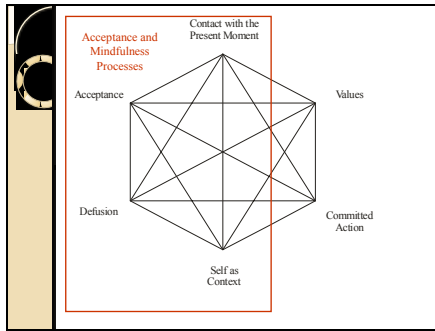 Contact with the
Present Moment
Acceptance and
Mindfulness
Processes
Acceptance
Values
Defusion
Committed
Action
Self as
Context